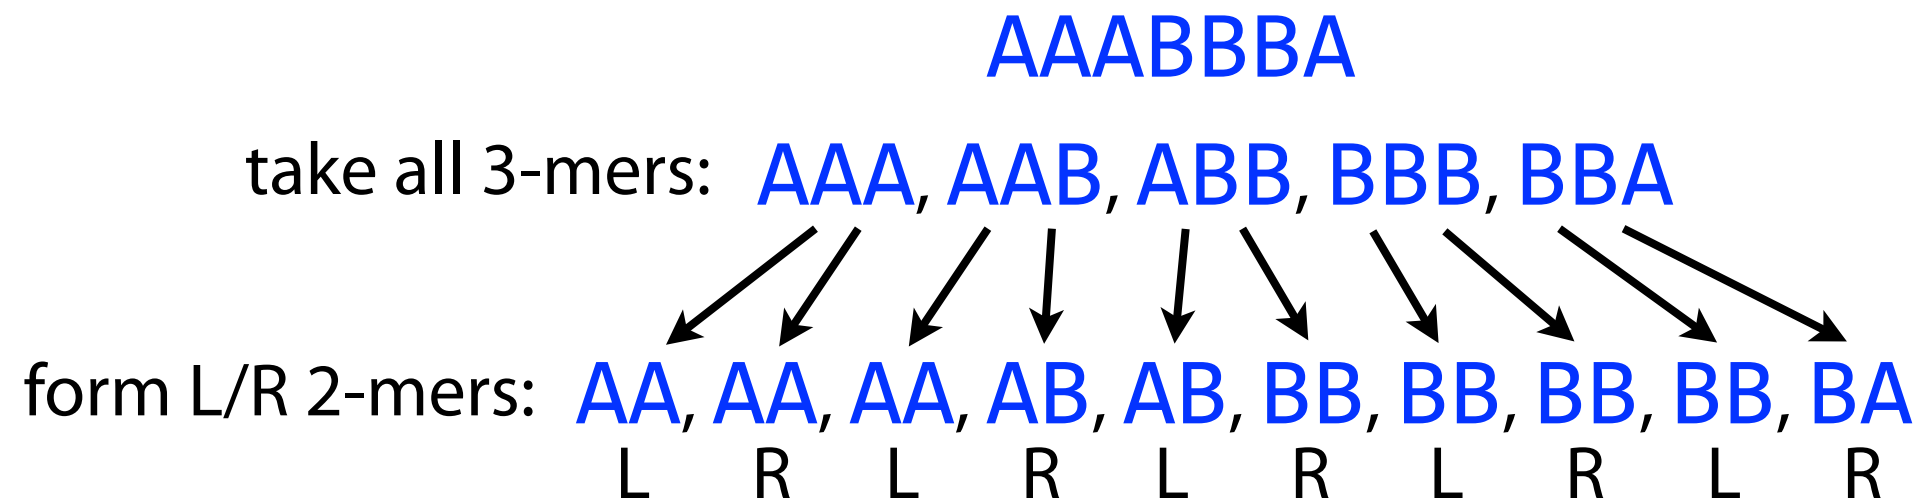 AAABBBA
take all 3-mers: AAA, AAB, ABB, BBB, BBA
form L/R 2-mers: AA, AA, AA, AB, AB, BB, BB, BB, BB, BA
L R L R L R L R L R